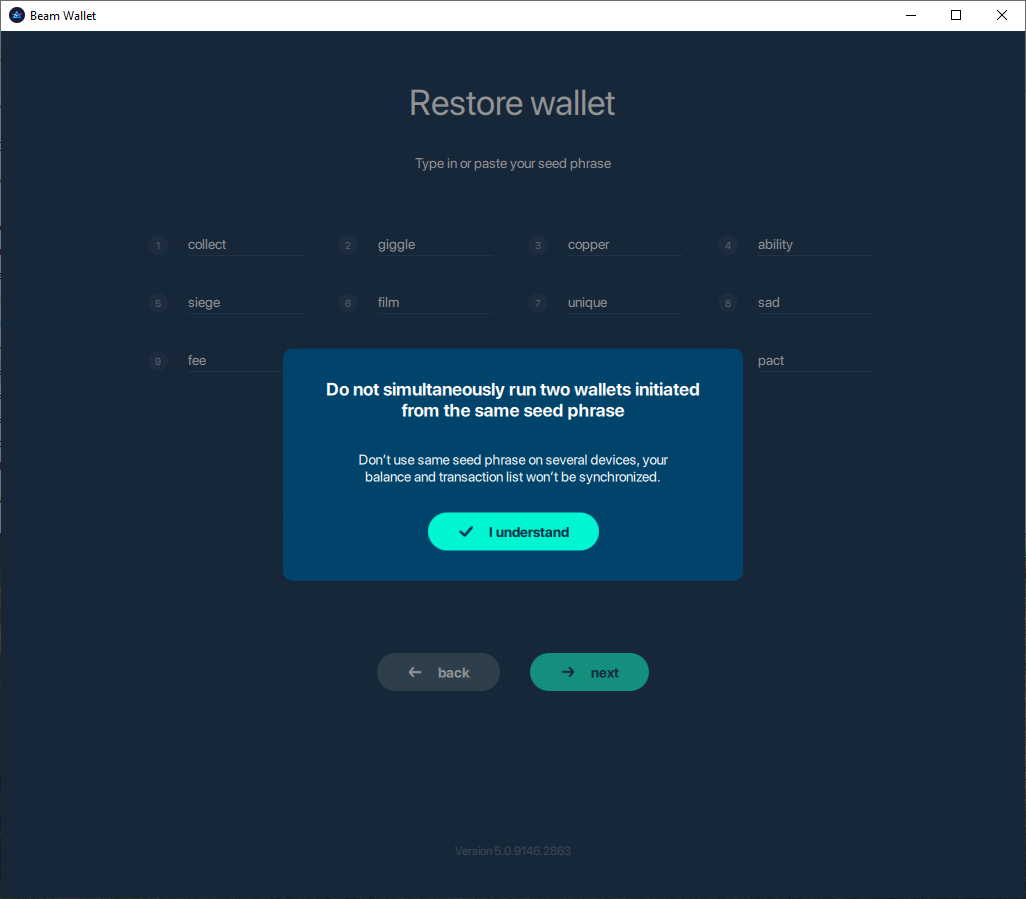 Beam Wallet
Restore wallet
Type in or paste your seed phrase
1 collect 2 giggle 3 copper 4 ability
5 siege 6 film 7 unique 8 sad
9 fee pact
Do not simultaneously run two wallets initiated
from the same seed phrase
Don’t use same seed phrase on several devices, your
balance and transaction list won’t be synchronized.
I understand
back next
Version 5.0.9146.2863